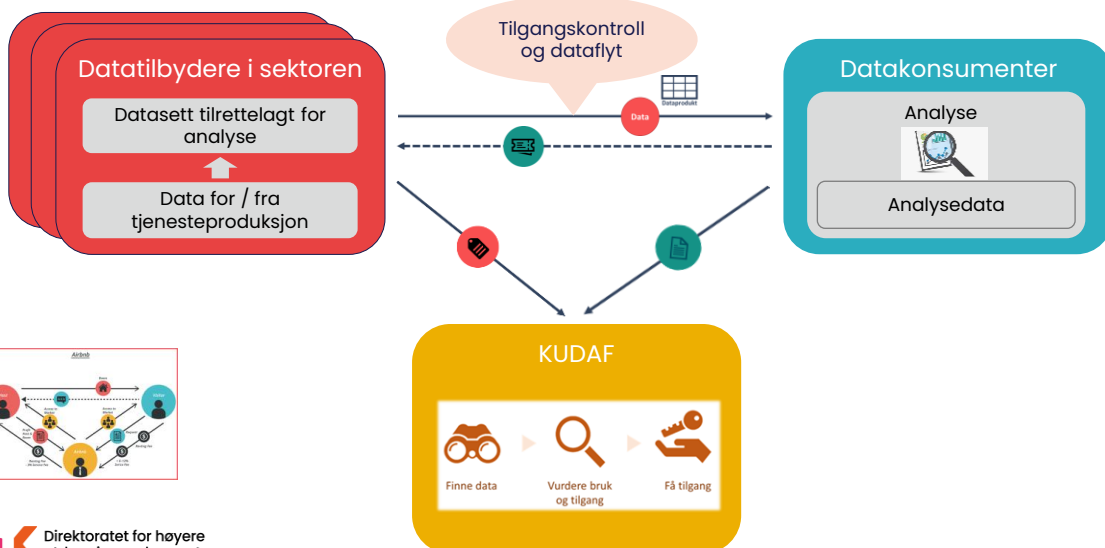 Tilgangskontroll
og dataflyt
Datatilbydere i sektoren
Datasett tilrettelagt for
analyse
Data for / fra
tjenesteproduksjon
Dataprodukt
Data
Datakonsumenter
Analyse
Analysedata
KUDAF
Finne data
Vurdere bruk
og tilgang
Få tilgang
Airbnb
Direktoratet for høyere